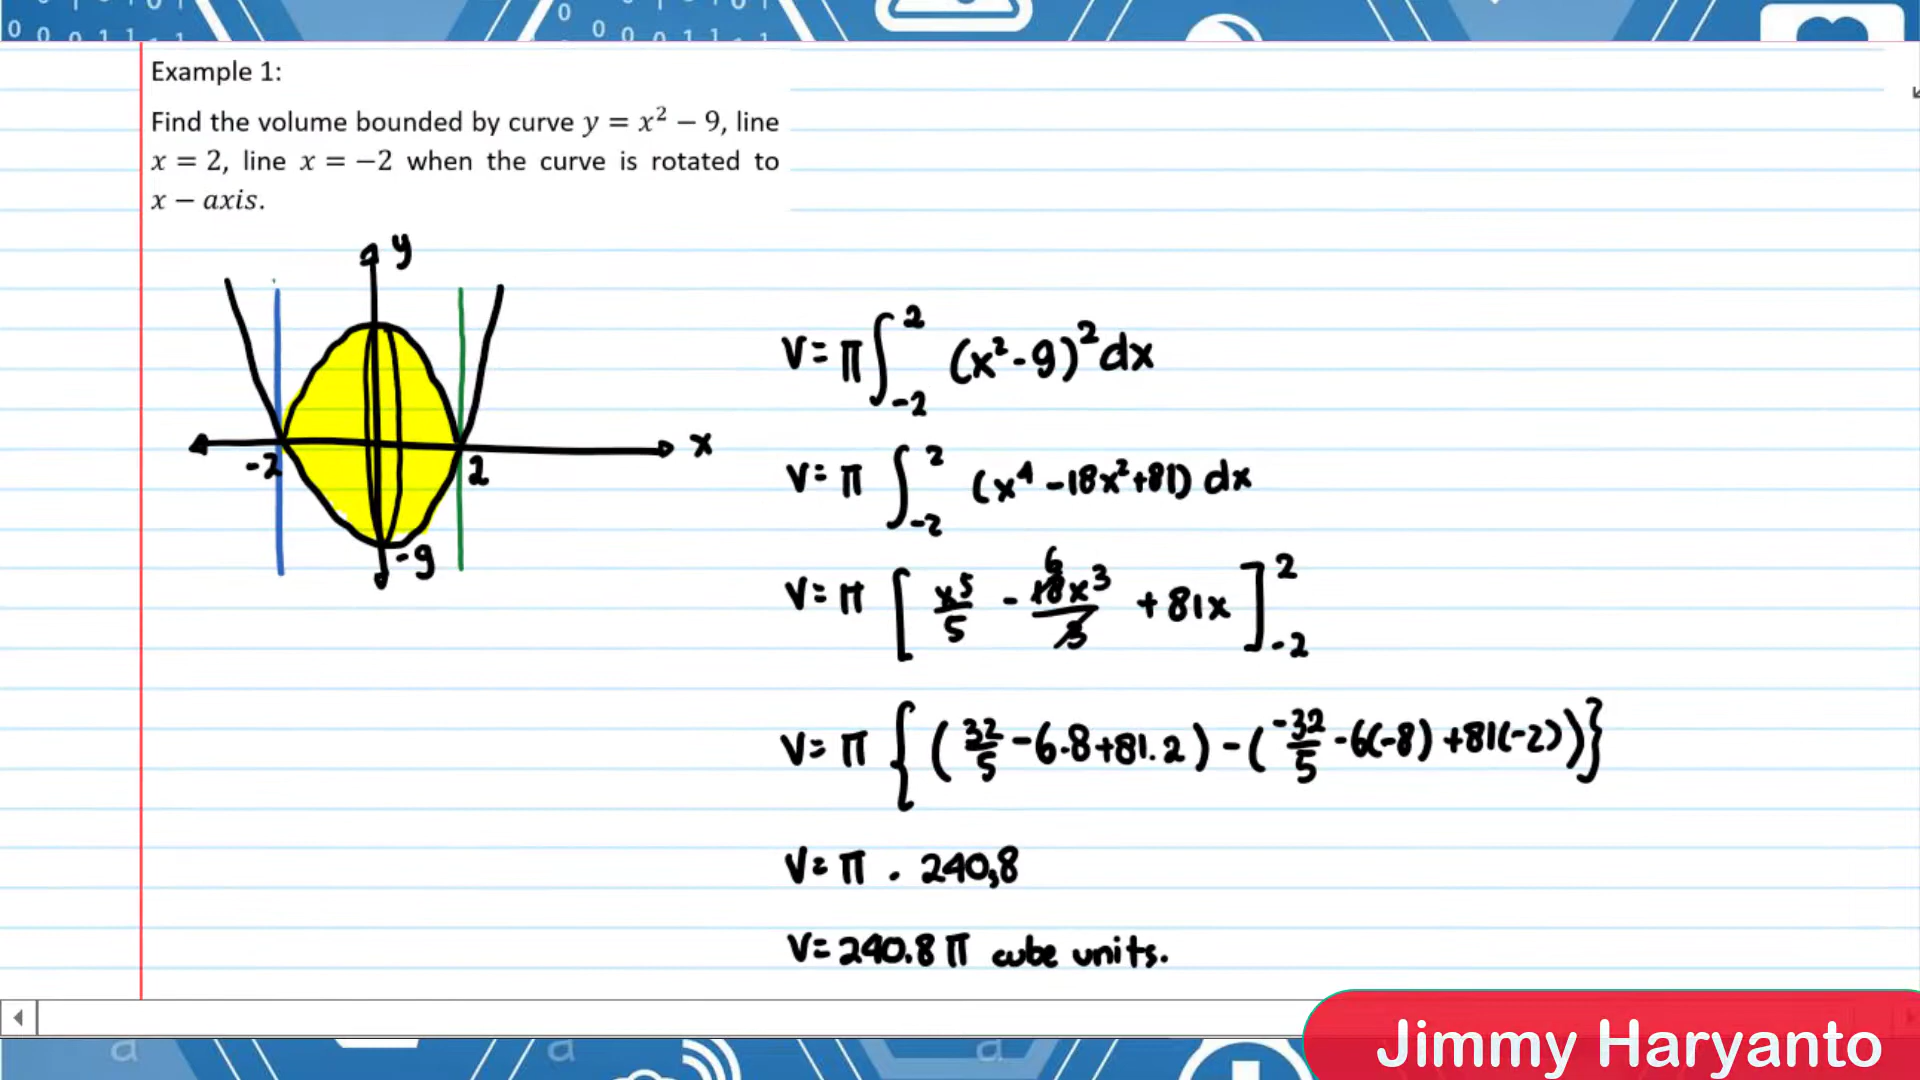 Example 1:
Find the volume bounded by curve y = x² − 9, line
x = 2, line x = −2 when the curve is rotated to
x − axis.
y
x
-2
2
-9
V = π ∫₋₂² (x² - 9)² dx
V = π ∫₋₂² (x⁴ - 18x² + 81) dx
V = π [ x⁵/5 - 6 18x³/3 + 81x ]₋₂²
V = π { ( 32/5 - 6·8 + 81.2 ) - ( -32/5 - 6(-8) + 81(-2) ) }
V = π . 240,8
V = 240.8 π cube units.
Jimmy Haryanto